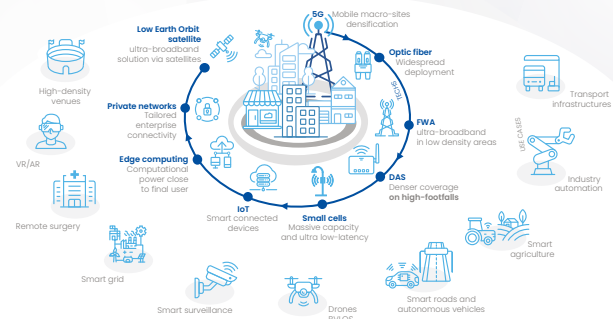 5G Mobile macro-sites
densification
Low Earth Orbit
satellite
ultra-broadband
solution via satellites
Optic fiber
Widespread
deployment
TECHS
High-density
venues
Transport
infrastructures
Private networks
Tailored
enterprise
connectivity
FWA
ultra-broadband
in low density areas
USE CASES
VR/AR
Edge computing
Computational
power close
to final user
DAS
Denser coverage
on high-footfalls
Industry
automation
IoT
Smart connected
devices
Small cells
Massive capacity
and ultra low-latency
Remote surgery
Smart
agriculture
Smart grid
Smart roads and
autonomous vehicles
Smart surveillance
Drones
BVLOS